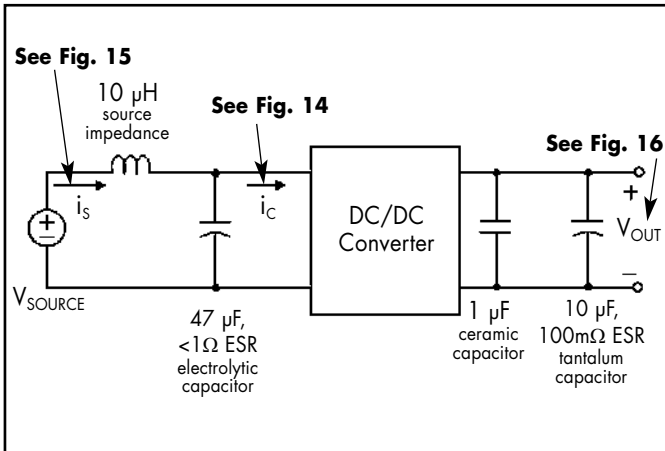 See Fig. 15
10 µH
source
impedance
See Fig. 14
See Fig. 16
iS
iC
DC/DC
Converter
+
–
+
VOUT
–
VSOURCE
47 µF,
<1Ω ESR
electrolytic
capacitor
1 µF
ceramic
capacitor
10 µF,
100mΩ ESR
tantalum
capacitor